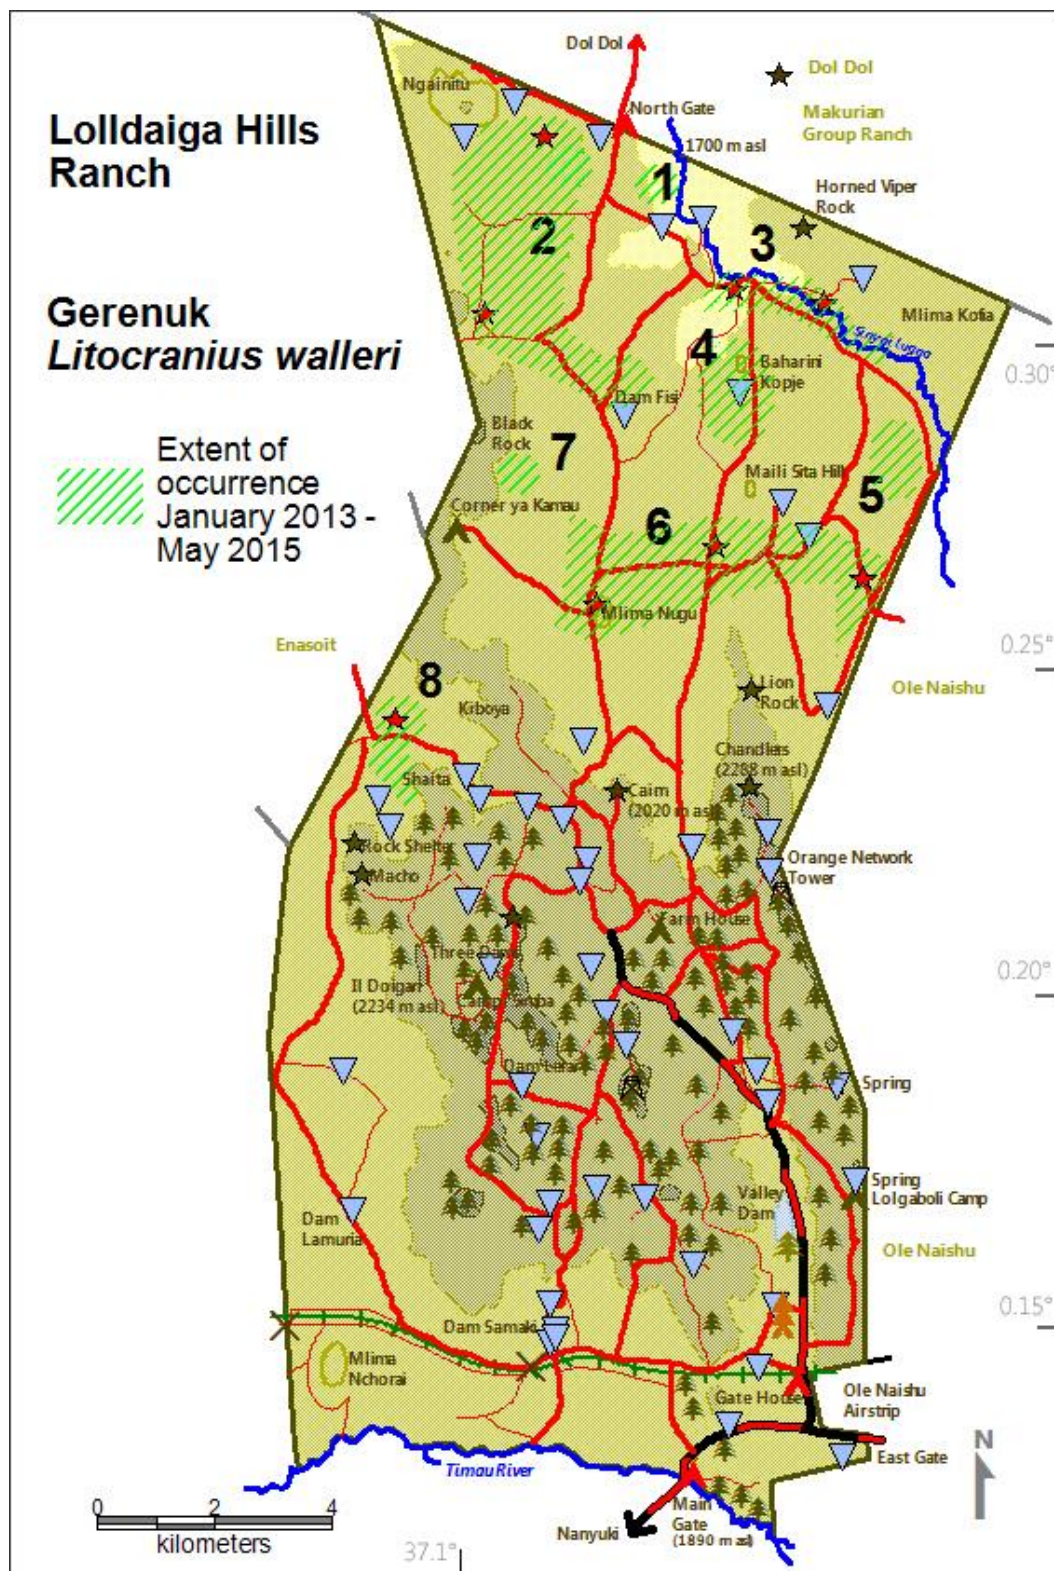 Dol Dol
Dol Dol
Ngainitu
North Gate
Makurian
Group Ranch
Lolldaiga Hills
Ranch
1700 m asl
1
Horned Viper
Rock
2
3
Gerenuk
Litocranius walleri
Mlima Kofia
Sinyai Lugga
4
0.30°
Baharini
Kopje
Dam Fisi
Black
Rock
7
Extent of
occurrence
January 2013 -
May 2015
Maili Sita Hill
5
Corner ya Kamau
6
Mlima Nugu
Enasoit
0.25°
8
Lion
Rock
Ole Naishu
Kiboya
Chandlers
(2288 m asl)
Shaita
Cairn
(2020 m asl)
Rock Shelter
Orange Network
Tower
Macho
Farm House
Three Dams
0.20°
Il Doigari
(2234 m asl)
Camp Simba
Dam Lerai
Spring
Valley
Dam
Spring
Lolgaboli Camp
Dam
Lamuria
Ole Naishu
0.15°
Dam Samaki
Mlima
Nchorai
Gate House
Ole Naishu
Airstrip
N
East Gate
Timau River
0 2 4
kilometers
Main
Gate
(1890 m asl)
Nanyuki
37.1°